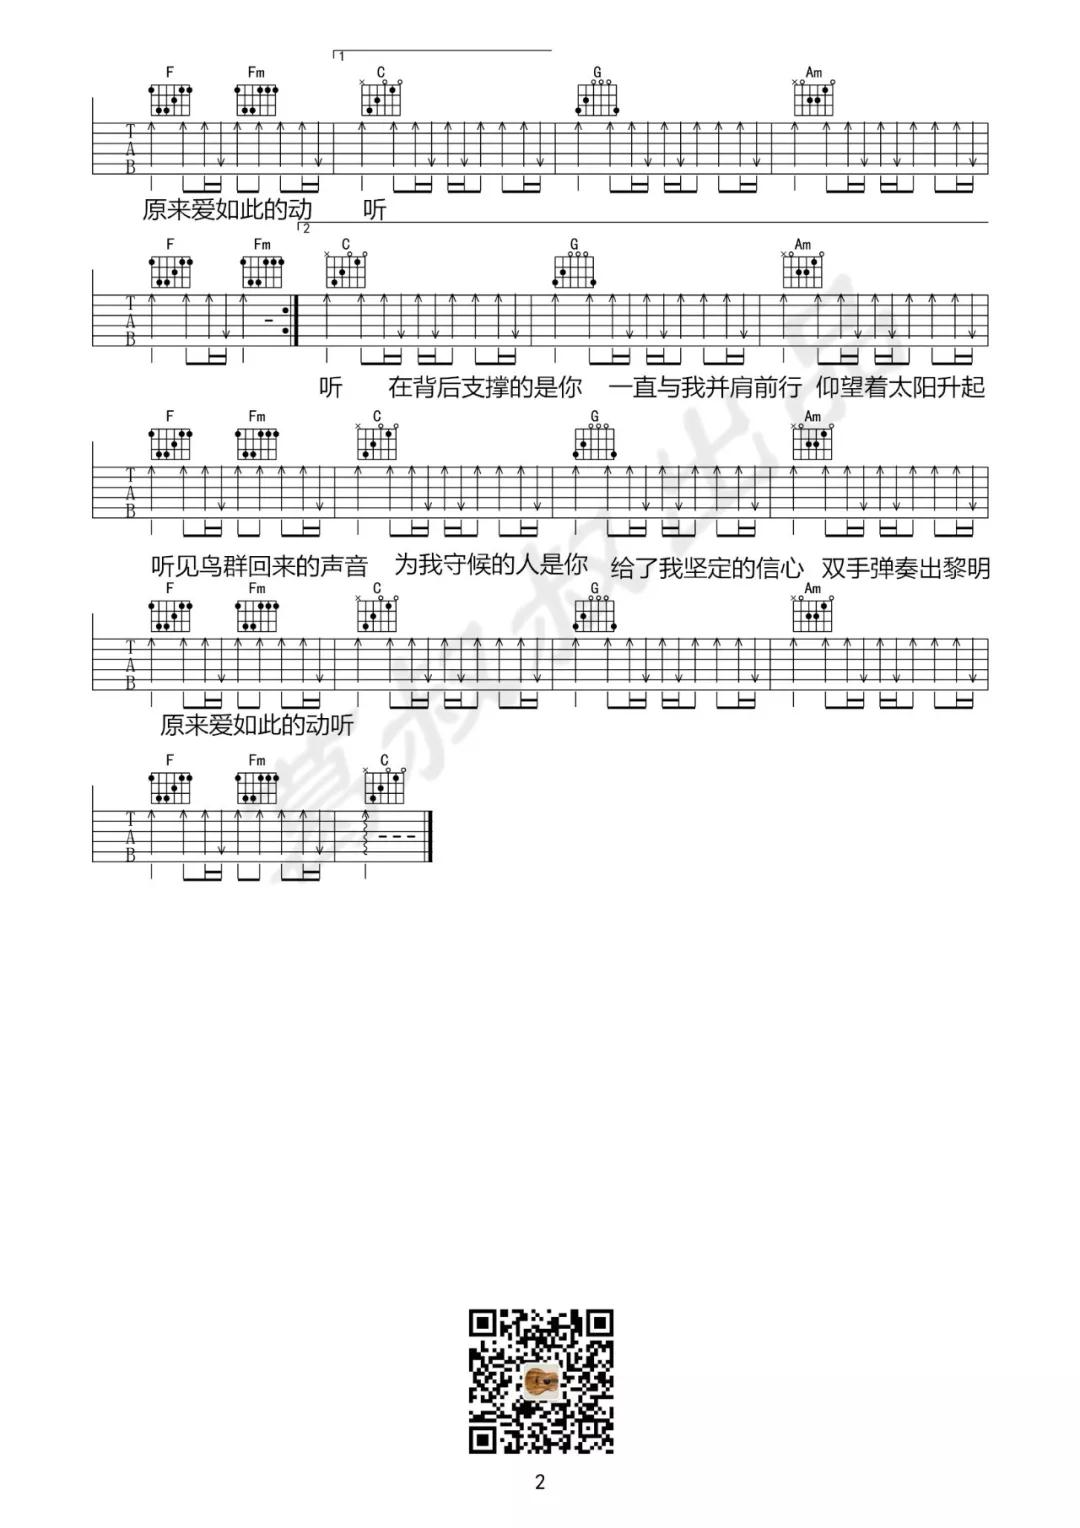 1
F Fm C G Am
T
A
B
原来爱如此的动 听
2
F Fm C G Am
T
A
B
听 在背后支撑的是你 一直与我并肩前行 仰望着太阳升起
F Fm C G Am
T
A
B
听见鸟群回来的声音 为我守候的人是你 给了我坚定的信心 双手弹奏出黎明
F Fm C G Am
T
A
B
原来爱如此的动听
F Fm C
T
A
B
叔叔出品
2